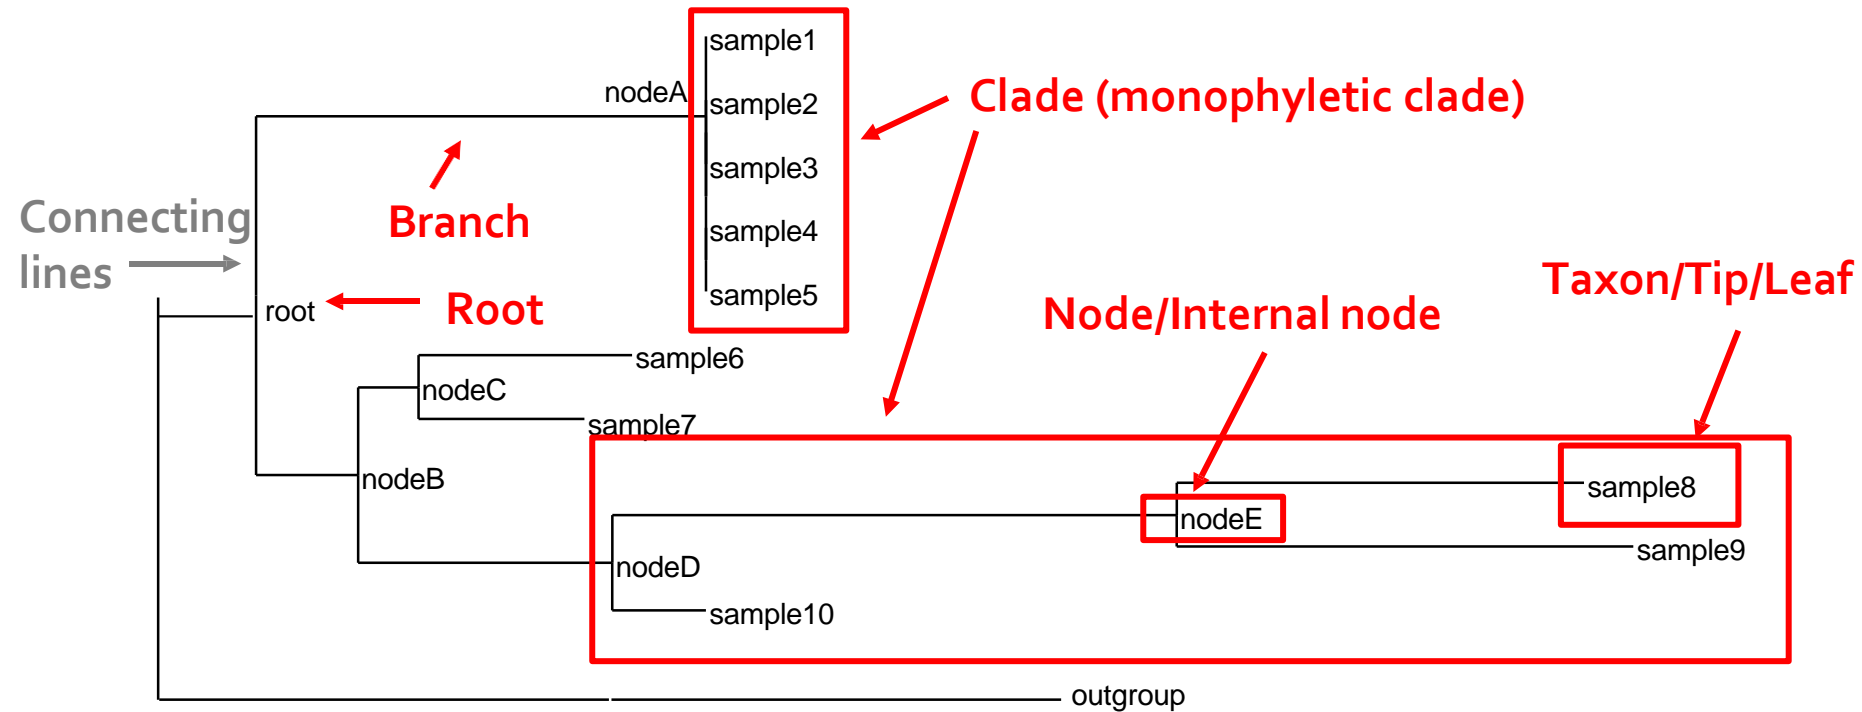 sample1
nodeA
sample2
Clade (monophyletic clade)
sample3
Connecting
lines
Branch
sample4
sample5
root
Root
Node/Internal node
Taxon/Tip/Leaf
sample6
nodeC
sample7
nodeB
sample8
nodeE
sample9
nodeD
sample10
outgroup